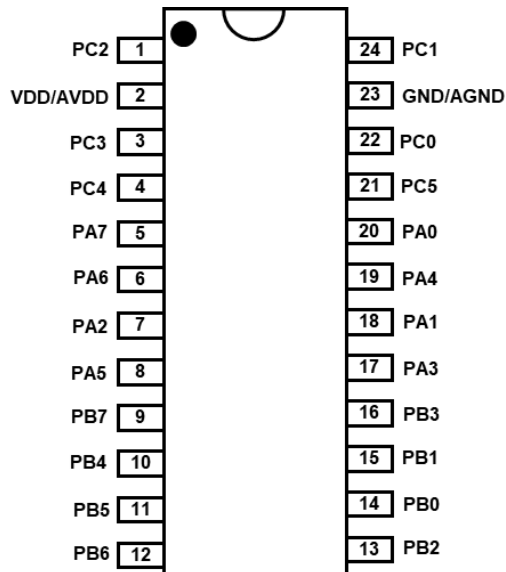 PC2 1 24 PC1
VDD/AVDD 2 23 GND/AGND
PC3 3 22 PC0
PC4 4 21 PC5
PA7 5 20 PA0
PA6 6 19 PA4
PA2 7 18 PA1
PA5 8 17 PA3
PB7 9 16 PB3
PB4 10 15 PB1
PB5 11 14 PB0
PB6 12 13 PB2